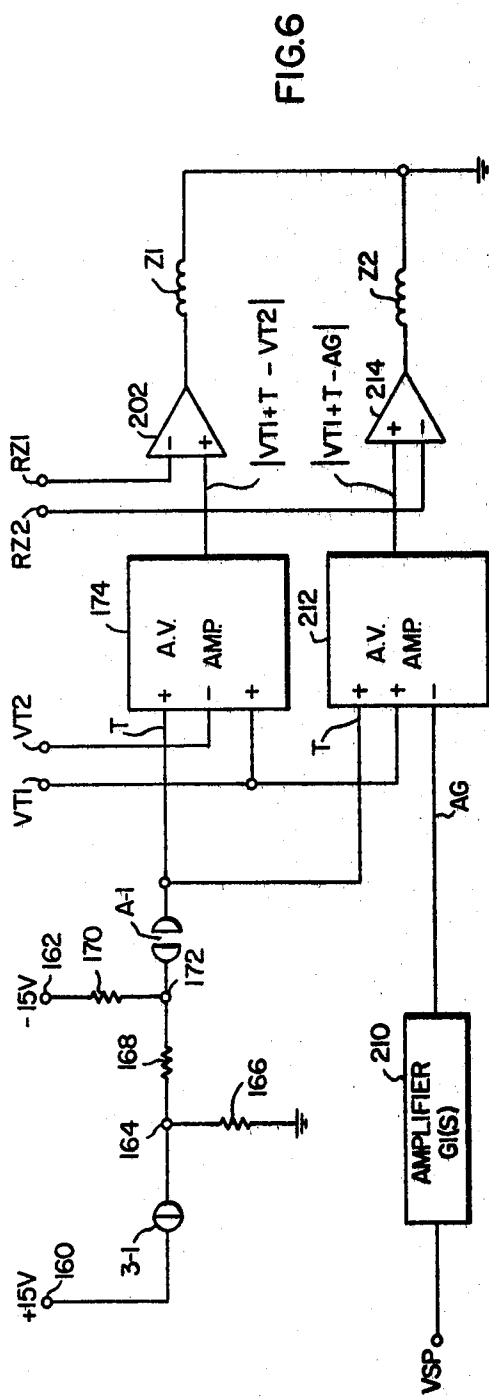 FIG.6
+15V
160
3-1
164
166
168
-15V
162
170
172
A-1
VT1
VT2
T
174
A.V.
AMP.
+
-
+
RZ2
RZ1
202
-
+
Z1
|VT1+T-VT2|
|VT1+T-AG|
T
212
A.V.
AMP
+
+
-
214
+
-
Z2
VSP
210
AMPLIFIER
G1(S)
AG